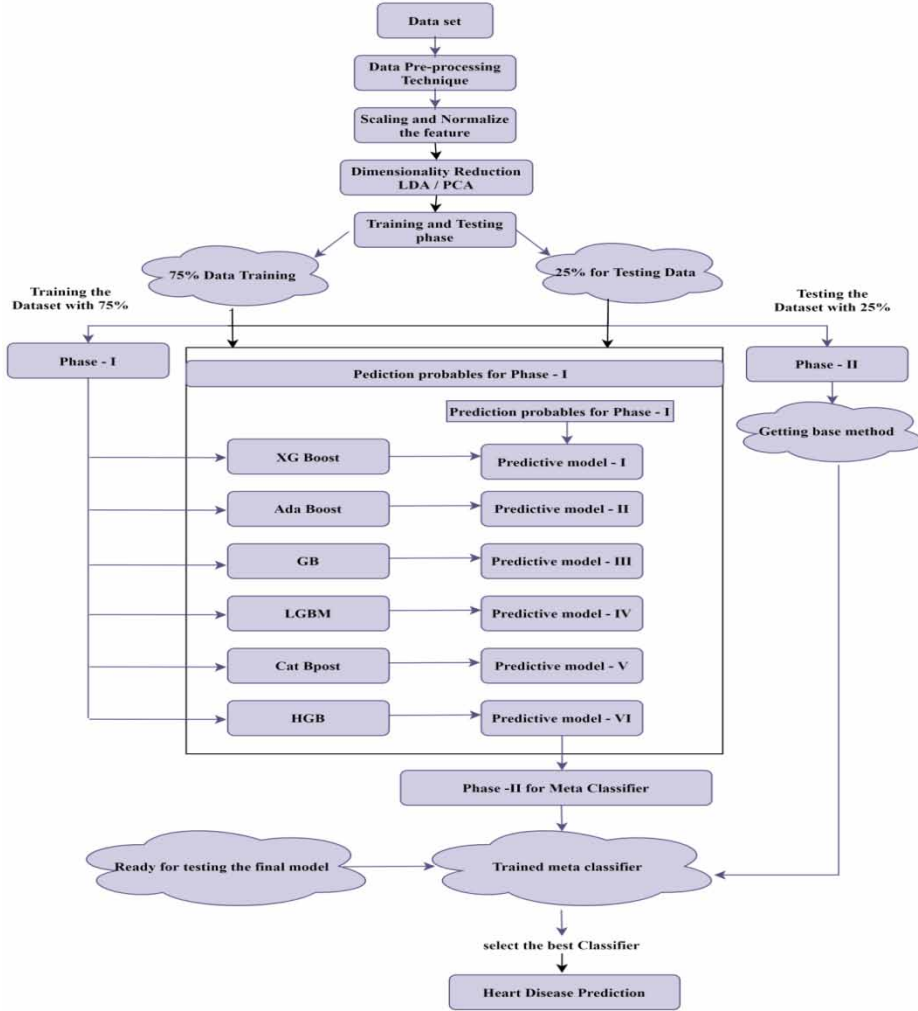 Data set
Data Pre-processing
Technique
Scaling and Normalize
the feature
Dimensionality Reduction
LDA / PCA
Training and Testing
phase
75% Data Training
25% for Testing Data
Training the
Dataset with 75%
Testing the
Dataset with 25%
Phase - I
Pediction probables for Phase - I
Phase - II
Prediction probables for Phase - I
Getting base method
XG Boost
Predictive model - I
Ada Boost
Predictive model - II
GB
Predictive model - III
LGBM
Predictive model - IV
Cat Bpost
Predictive model - V
HGB
Predictive model - VI
Phase -II for Meta Classifier
Ready for testing the final model
Trained meta classifier
select the best Classifier
Heart Disease Prediction